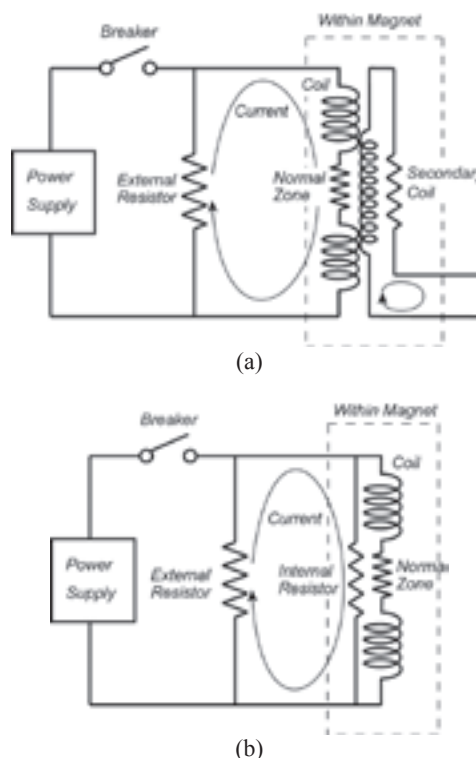 Within Magnet
Breaker
Coil
Current
Power
Supply
External
Resistor
Normal
Zone
Secondary
Coil
(a)
Within Magnet
Breaker
Coil
Current
Power
Supply
External
Resistor
Internal
Resistor
Normal
Zone
(b)